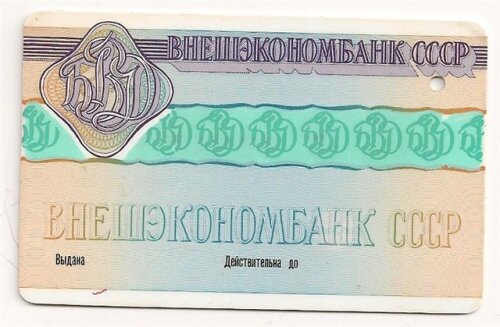 ВНЕШЭКОНОМБАНК СССР
ВНЕШЭКОНОМБАНК СССР
Выдана Действительна до